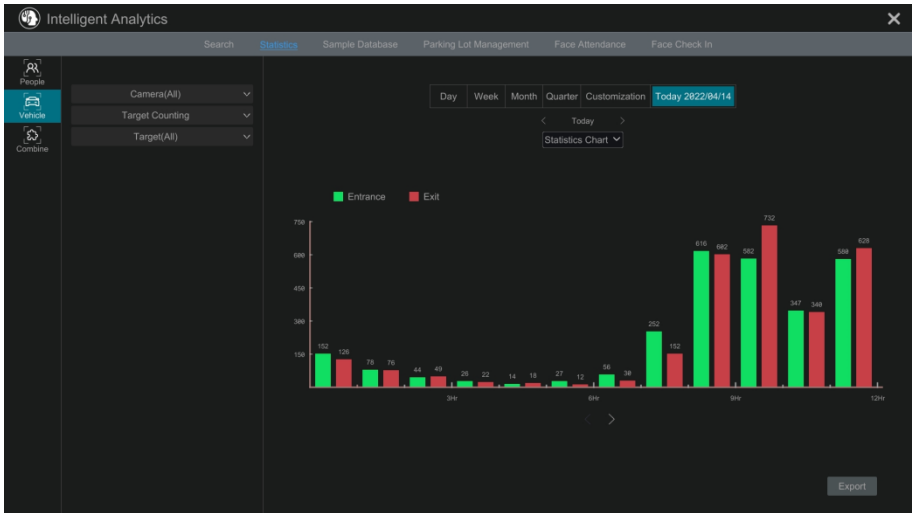 Intelligent Analytics
Search Statistics Sample Database Parking Lot Management Face Attendance Face Check In
People
Vehicle
Combine
Camera(All)
Target Counting
Target(All)
Day Week Month Quarter Customization Today 2022/04/14
Today
Statistics Chart
Entrance Exit
750
600
450
300
150
152 126 78 76 44 49 26 22 14 18 27 12 56 30 252 152 616 602 582 732 347 340 580 628
3Hr 6Hr 9Hr 12Hr
Export